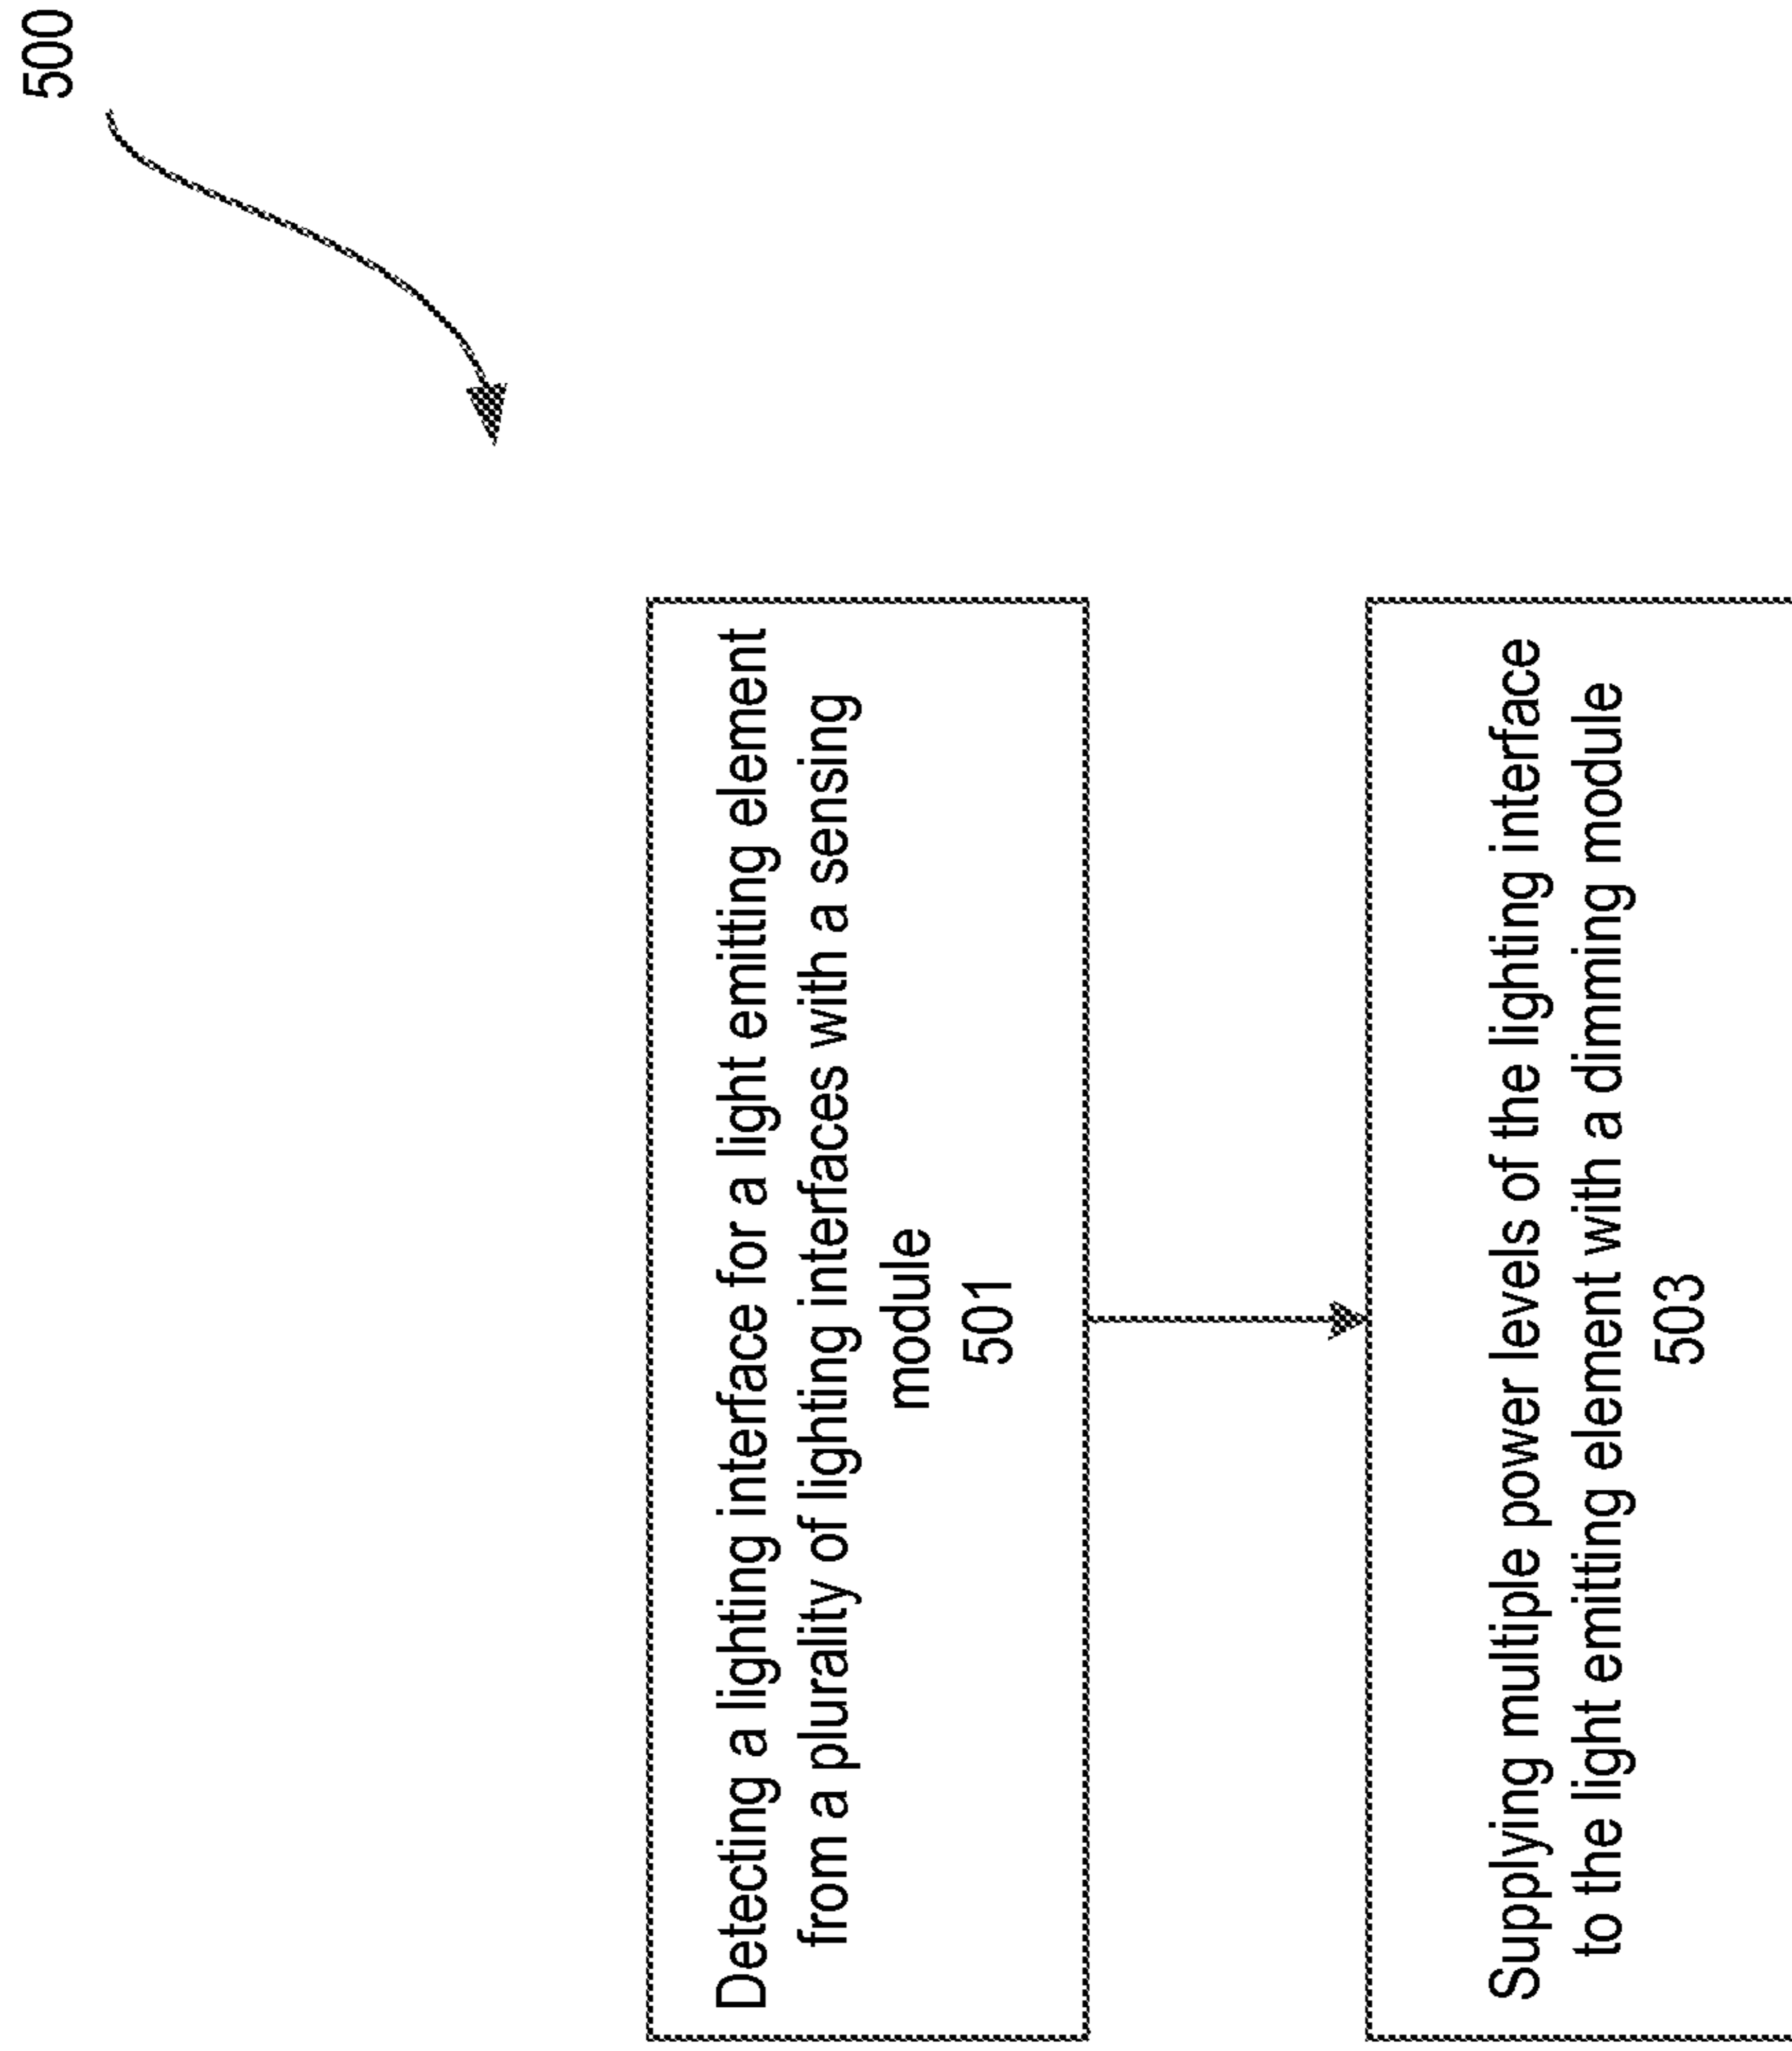 500
Detecting a lighting interface for a light emitting element
from a plurality of lighting interfaces with a sensing
module
501
Supplying multiple power levels of the lighting interface
to the light emitting element with a dimming module
503